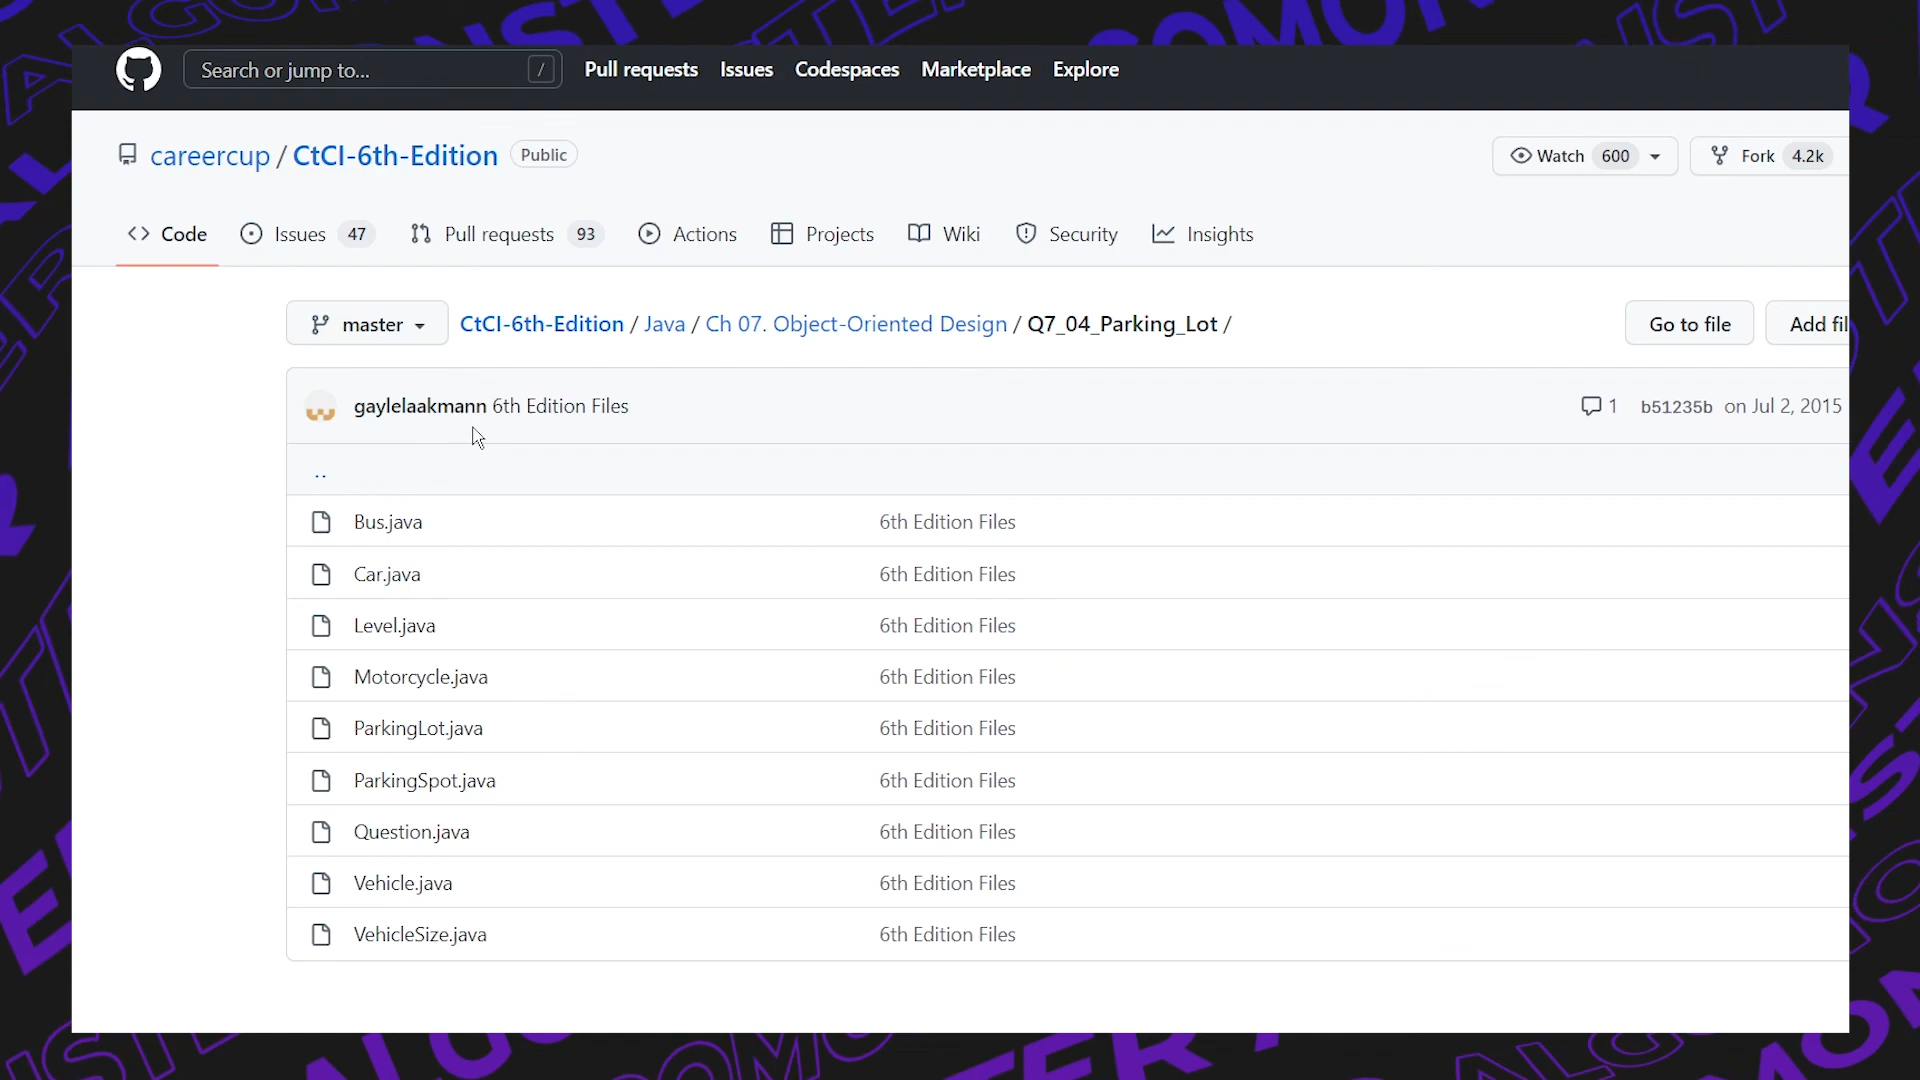 Search or jump to... /
Pull requests Issues Codespaces Marketplace Explore
careercup / CtCI-6th-Edition Public
Watch 600 Fork 4.2k
Code Issues 47 Pull requests 93 Actions Projects Wiki Security Insights
master CtCI-6th-Edition / Java / Ch 07. Object-Oriented Design / Q7_04_Parking_Lot /
Go to file Add fil
gaylelaakmann 6th Edition Files 1 b51235b on Jul 2, 2015
..
Bus.java 6th Edition Files
Car.java 6th Edition Files
Level.java 6th Edition Files
Motorcycle.java 6th Edition Files
ParkingLot.java 6th Edition Files
ParkingSpot.java 6th Edition Files
Question.java 6th Edition Files
Vehicle.java 6th Edition Files
VehicleSize.java 6th Edition Files